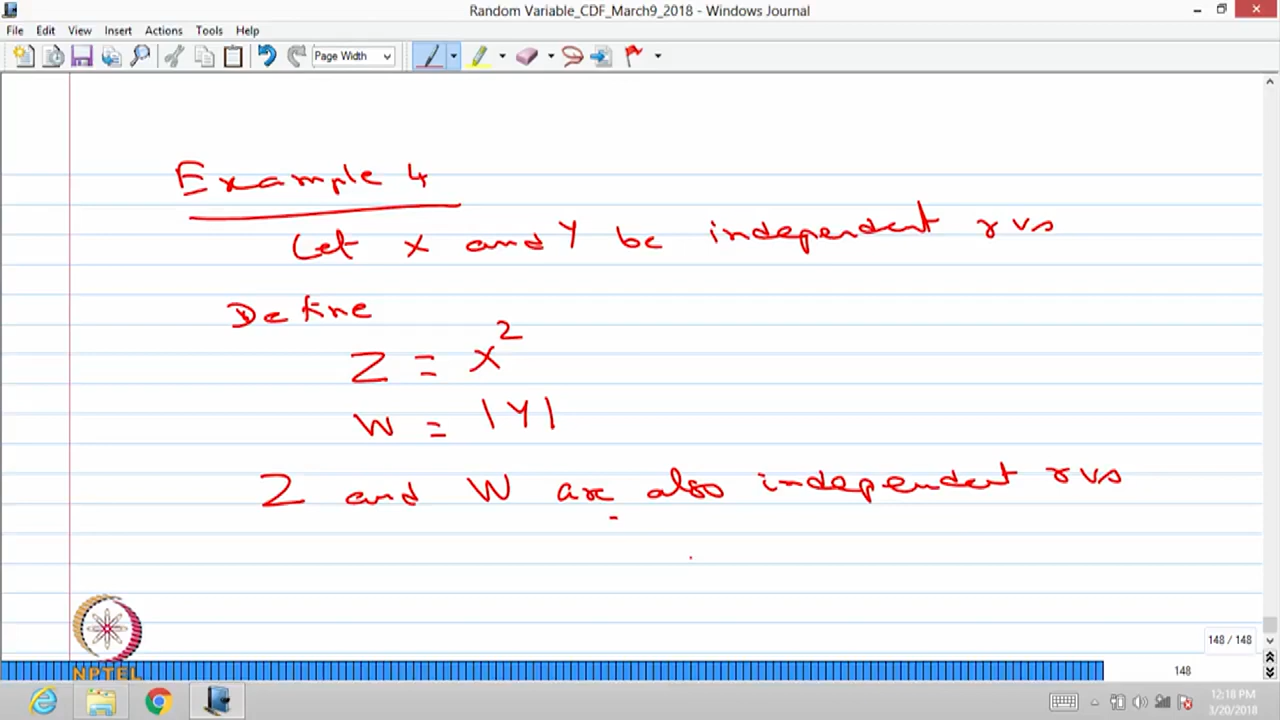 Random Variable_CDF_March9_2018 - Windows Journal
File Edit View Insert Actions Tools Help
Page Width
Example 4
Let X and Y be independent rvs
Define
Z = X²
W = |Y|
Z and W are also independent rvs
148 / 148
NPTEL
148
12:18 PM
3/20/2018